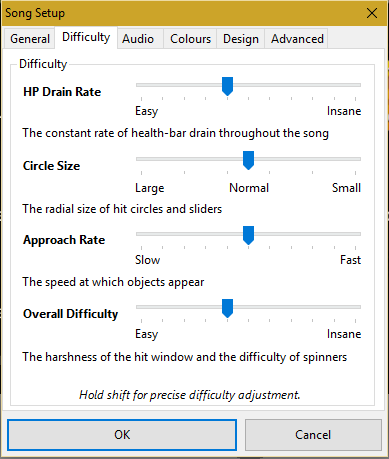 Song Setup
General Difficulty Audio Colours Design Advanced
Difficulty
HP Drain Rate
Easy Insane
The constant rate of health-bar drain throughout the song
Circle Size
Large Normal Small
The radial size of hit circles and sliders
Approach Rate
Slow Fast
The speed at which objects appear
Overall Difficulty
Easy Insane
The harshness of the hit window and the difficulty of spinners
Hold shift for precise difficulty adjustment.
OK Cancel